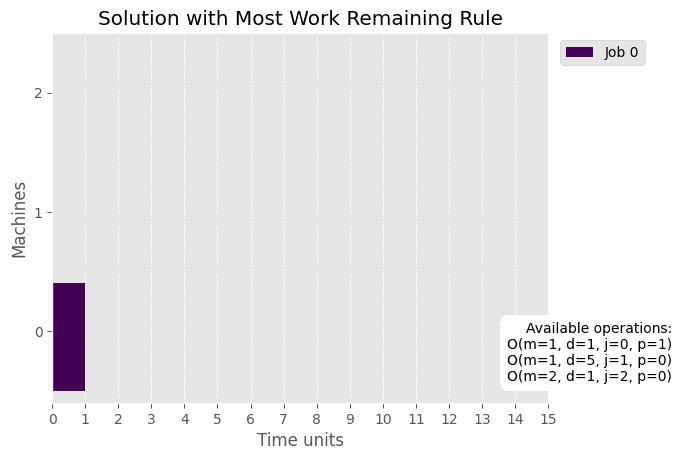 Solution with Most Work Remaining Rule
Job 0
Machines
2
1
0
Available operations:
O(m=1, d=1, j=0, p=1)
O(m=1, d=5, j=1, p=0)
O(m=2, d=1, j=2, p=0)
0 1 2 3 4 5 6 7 8 9 10 11 12 13 14 15
Time units